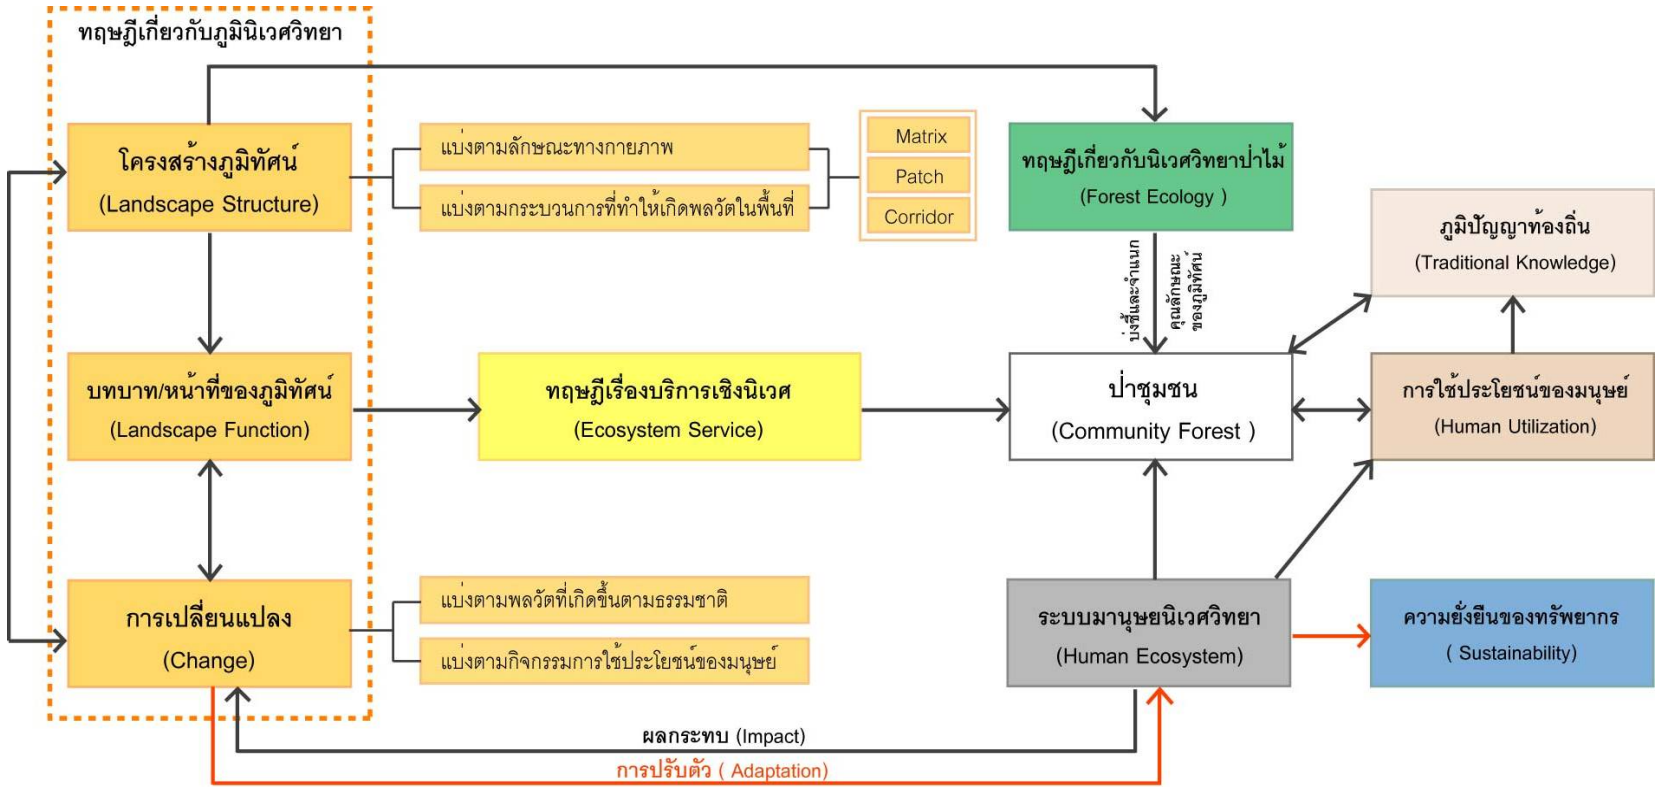 ทฤษฎีเกี่ยวกับภูมินิเวศวิทยา
โครงสร้างภูมิทัศน์
(Landscape Structure)
แบ่งตามลักษณะทางกายภาพ
แบ่งตามกระบวนการที่ทำให้เกิดพลวัตในพื้นที่
Matrix
Patch
Corridor
ทฤษฎีเกี่ยวกับนิเวศวิทยาป่าไม้
(Forest Ecology )
บ่งชี้และจำแนก
คุณลักษณะ
ของภูมิทัศน์
ภูมิปัญญาท้องถิ่น
(Traditional Knowledge)
บทบาท/หน้าที่ของภูมิทัศน์
(Landscape Function)
ทฤษฎีเรื่องบริการเชิงนิเวศ
(Ecosystem Service)
ป่าชุมชน
(Community Forest )
การใช้ประโยชน์ของมนุษย์
(Human Utilization)
การเปลี่ยนแปลง
(Change)
แบ่งตามพลวัตที่เกิดขึ้นตามธรรมชาติ
แบ่งตามกิจกรรมการใช้ประโยชน์ของมนุษย์
ระบบมานุษยนิเวศวิทยา
(Human Ecosystem)
ความยั่งยืนของทรัพยากร
( Sustainability)
ผลกระทบ (Impact)
การปรับตัว ( Adaptation)